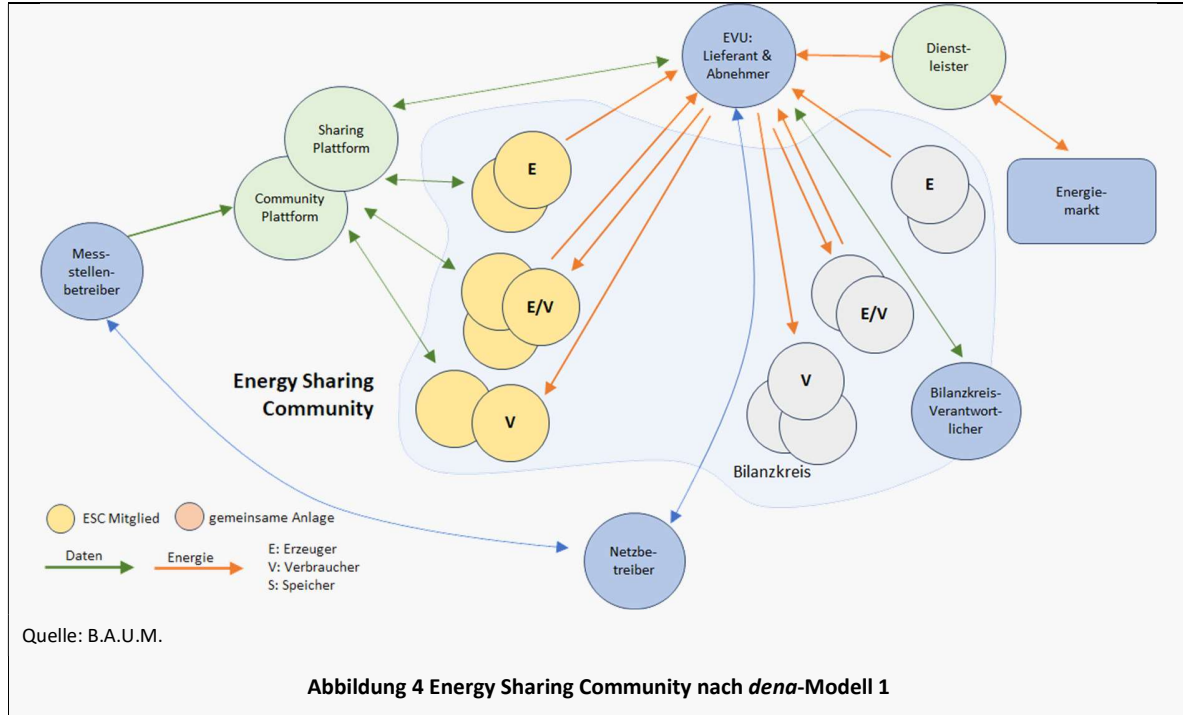 EVU:
Lieferant &
Abnehmer
Dienst-
leister
Sharing
Plattform
Community
Plattform
E
E
Energie-
markt
Mess-
stellen-
betreiber
E/V
E/V
Energy Sharing
Community
V
V
Bilanzkreis-
Verantwort-
licher
Bilanzkreis
ESC Mitglied
gemeinsame Anlage
Daten
Energie
E: Erzeuger
V: Verbraucher
S: Speicher
Netzbe-
treiber
Quelle: B.A.U.M.
Abbildung 4 Energy Sharing Community nach dena-Modell 1